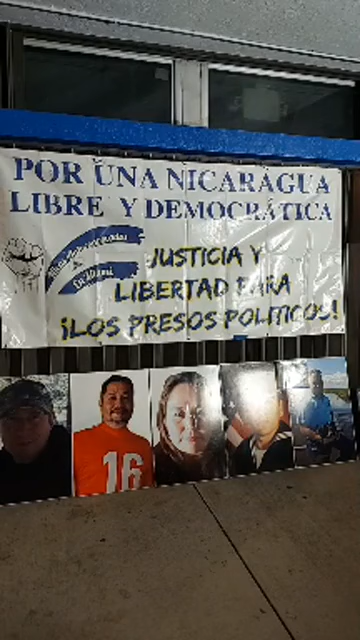 POR UNA NICARAGUA
LIBRE Y DEMOCRÁTICA
JUSTICIA Y
LIBERTAD PARA
¡LOS PRESOS POLITICOS!
16